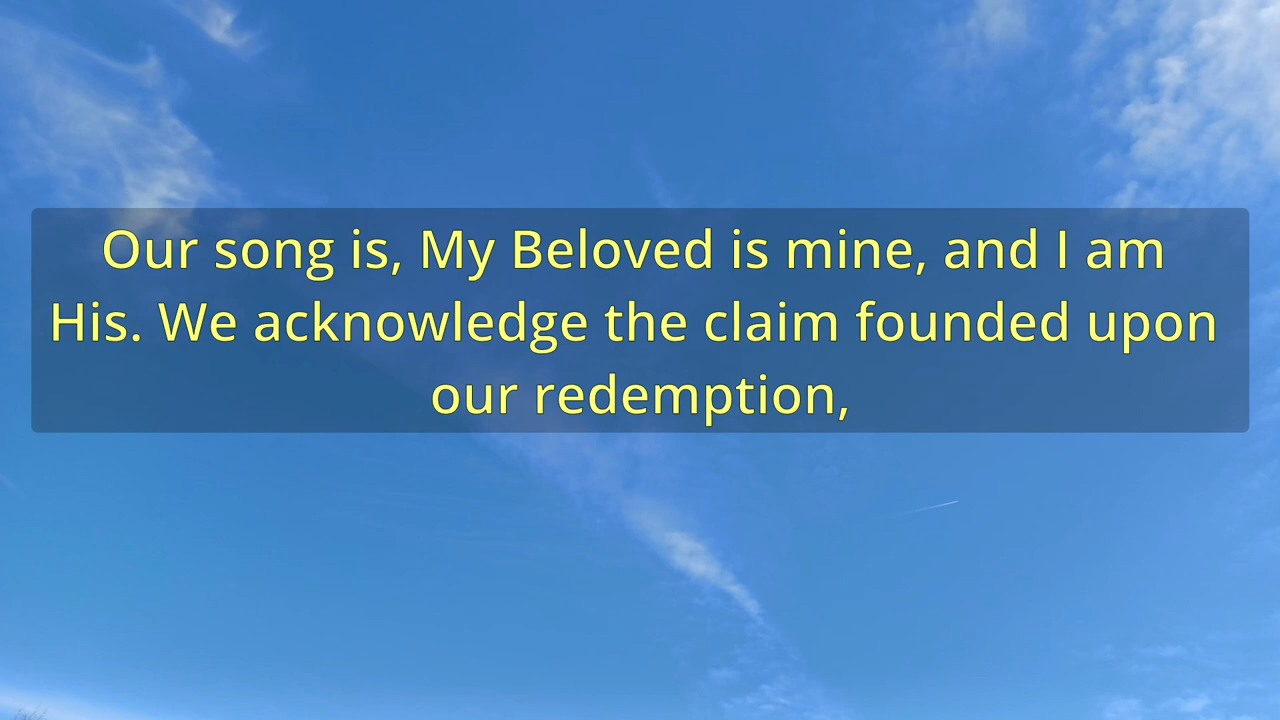 Our song is, My Beloved is mine, and I am
His. We acknowledge the claim founded upon
our redemption,